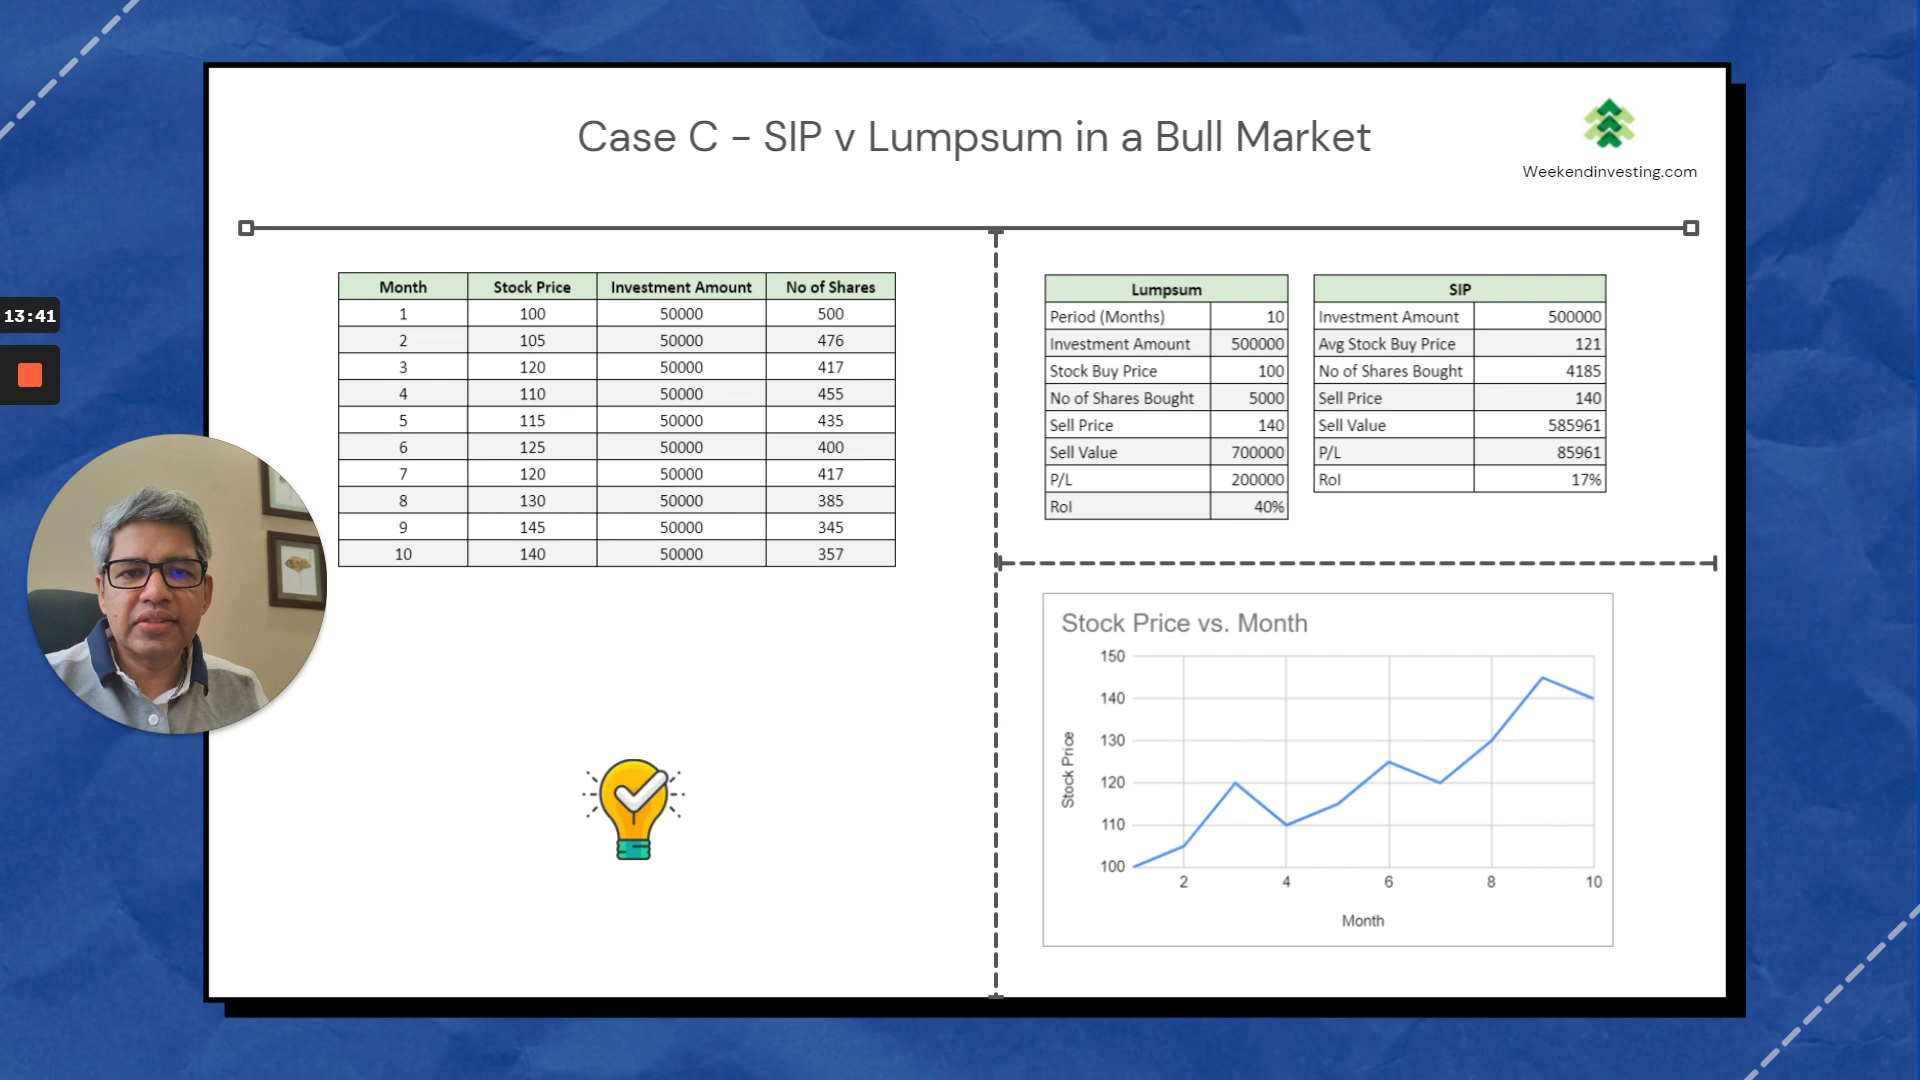 Case C – SIP v Lumpsum in a Bull Market
Weekendinvesting.com
13:41
Month Stock Price Investment Amount No of Shares
1 100 50000 500
2 105 50000 476
3 120 50000 417
4 110 50000 455
5 115 50000 435
6 125 50000 400
7 120 50000 417
8 130 50000 385
9 145 50000 345
10 140 50000 357
Lumpsum
Period (Months) 10
Investment Amount 500000
Stock Buy Price 100
No of Shares Bought 5000
Sell Price 140
Sell Value 700000
P/L 200000
RoI 40%
SIP
Investment Amount 500000
Avg Stock Buy Price 121
No of Shares Bought 4185
Sell Price 140
Sell Value 585961
P/L 85961
RoI 17%
Stock Price vs. Month
150
140
130
120
110
100
Stock Price
2 4 6 8 10
Month